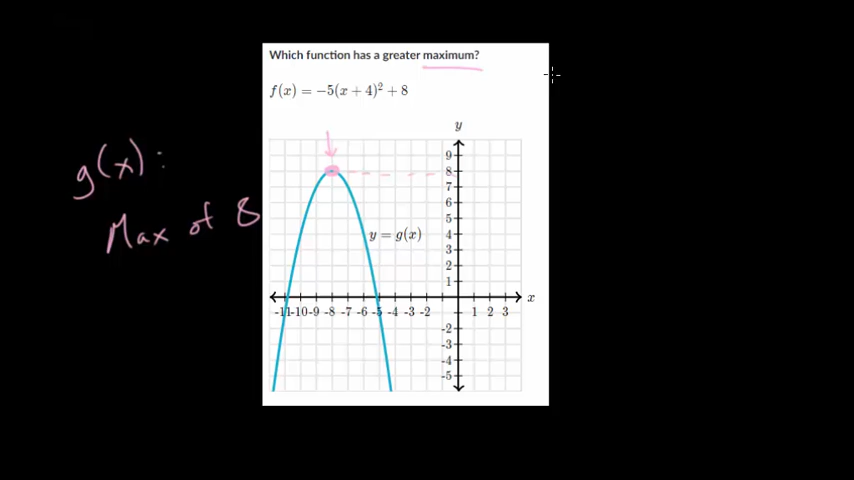 Which function has a greater maximum?
f(x) = −5(x + 4)² + 8
y
9
8
7
6
5
4
3
2
1
-2
-3
-4
-5
-11 -10 -9 -8 -7 -6 -5 -4 -3 -2 1 2 3
x
y = g(x)
g(x):
Max of 8